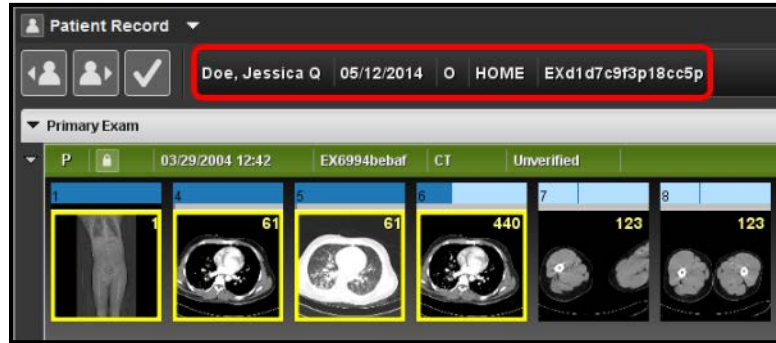 Patient Record
Doe, Jessica Q 05/12/2014 O HOME EXd1d7c9f3p18cc5p
Primary Exam
P 03/29/2004 12:42 EX6994bebaf CT Unverified
1 4 5 6 7 8
1 61 61 440 123 123